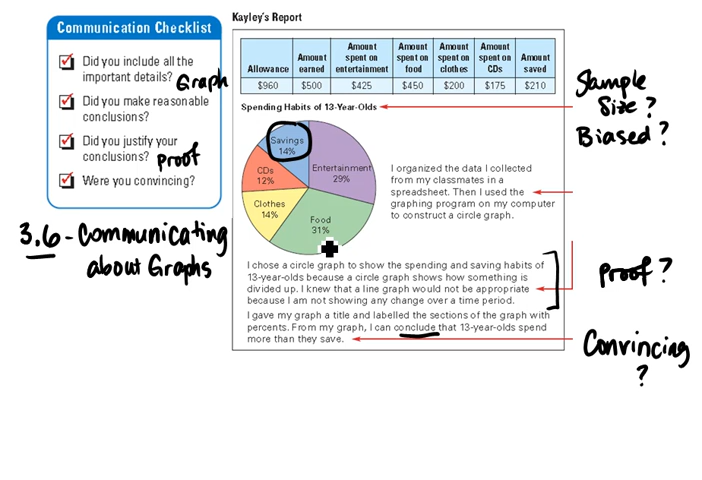 Communication Checklist
Did you include all the
important details? Graph
Did you make reasonable
conclusions?
Did you justify your
conclusions? Proof
Were you convincing?
3.6 - Communicating
about Graphs
Kayley's Report
Allowance
Amount
earned
Amount
spent on
entertainment
Amount
spent on
food
Amount
spent on
clothes
Amount
spent on
CDs
Amount
saved
$960 $500 $425 $450 $200 $175 $210
Spending Habits of 13-Year-Olds
Savings
14%
Entertainment
29%
CDs
12%
Clothes
14%
Food
31%
I organized the data I collected
from my classmates in a
spreadsheet. Then I used the
graphing program on my computer
to construct a circle graph.
I chose a circle graph to show the spending and saving habits of
13-year-olds because a circle graph shows how something is
divided up. I knew that a line graph would not be appropriate
because I am not showing any change over a time period.
I gave my graph a title and labelled the sections of the graph with
percents. From my graph, I can conclude that 13-year-olds spend
more than they save.
Sample
Size?
Biased?
Proof?
Convincing
?